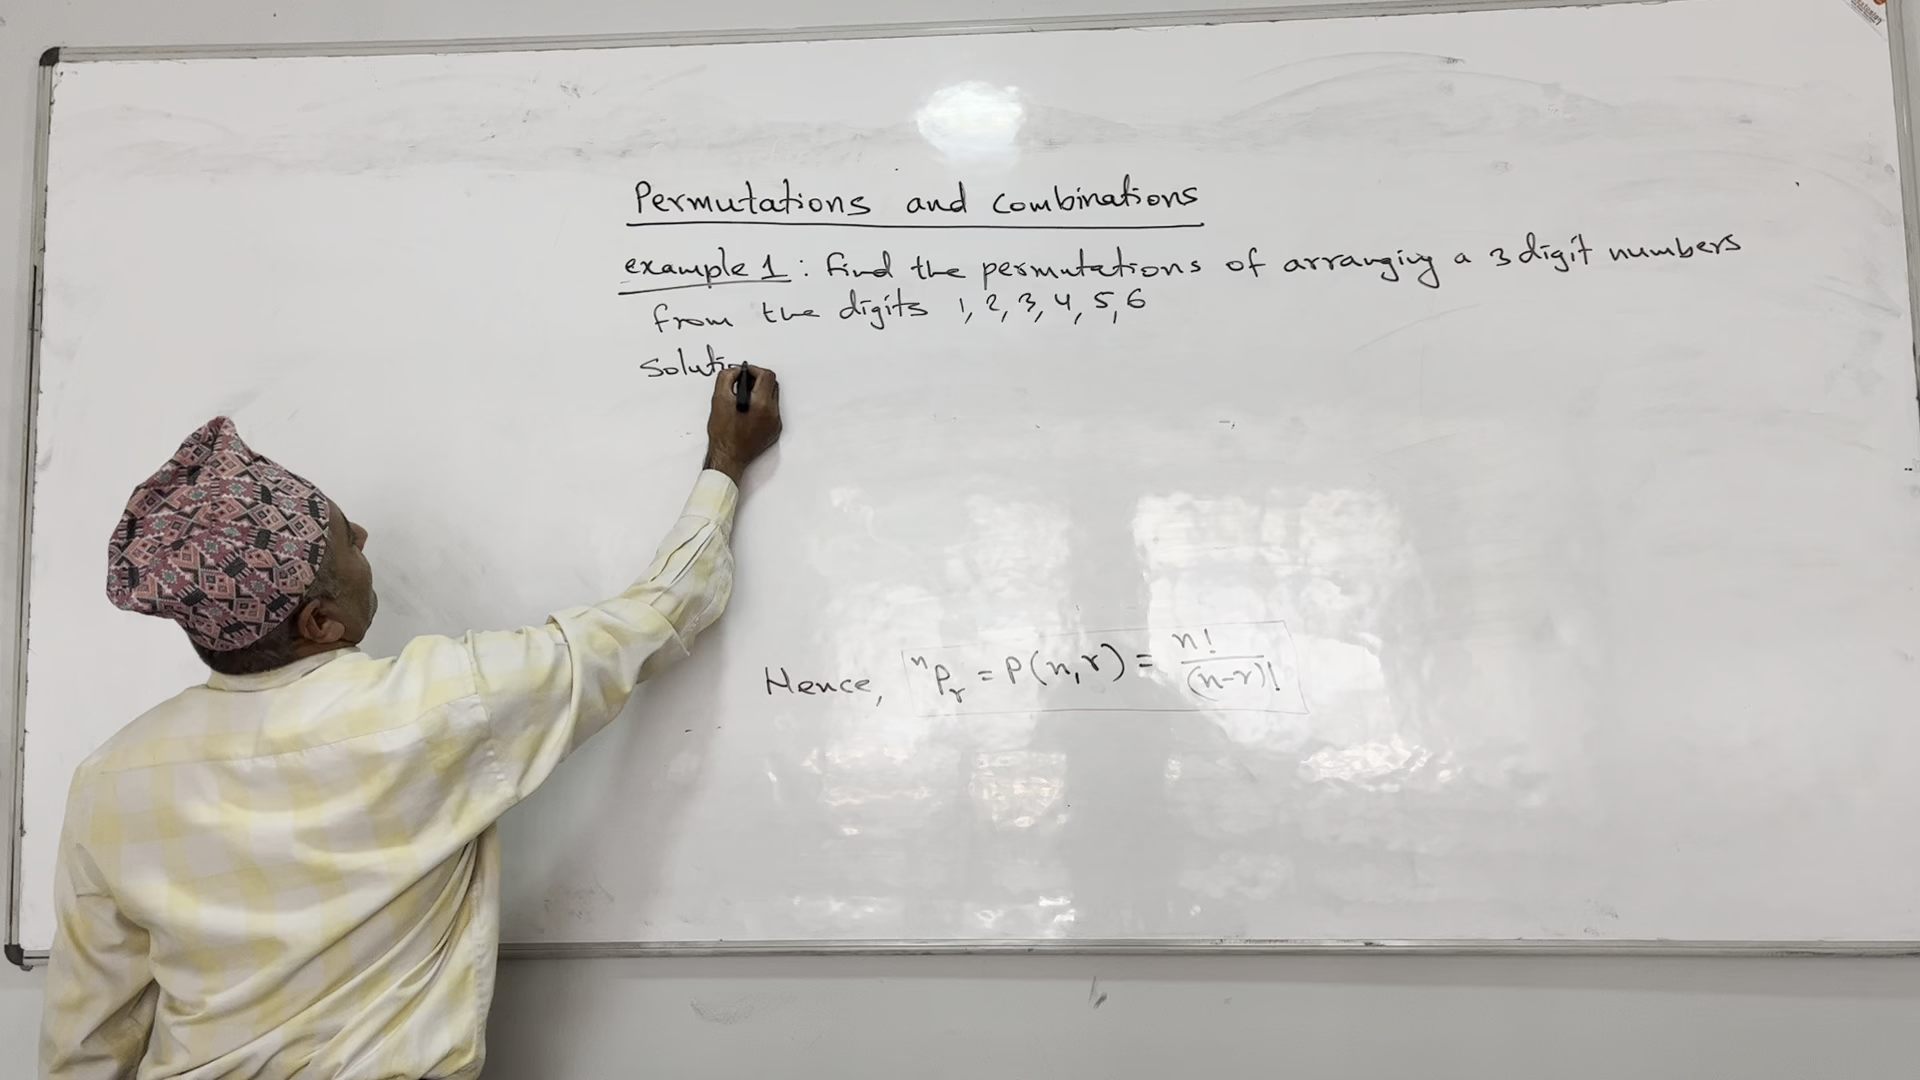 Permutations and combinations
example 1: Find the permutations of arranging a 3 digit numbers
from the digits 1, 2, 3, 4, 5, 6
Solutio
Hence, ⁿPᵣ = P(n,r) = n!/(n-r)!